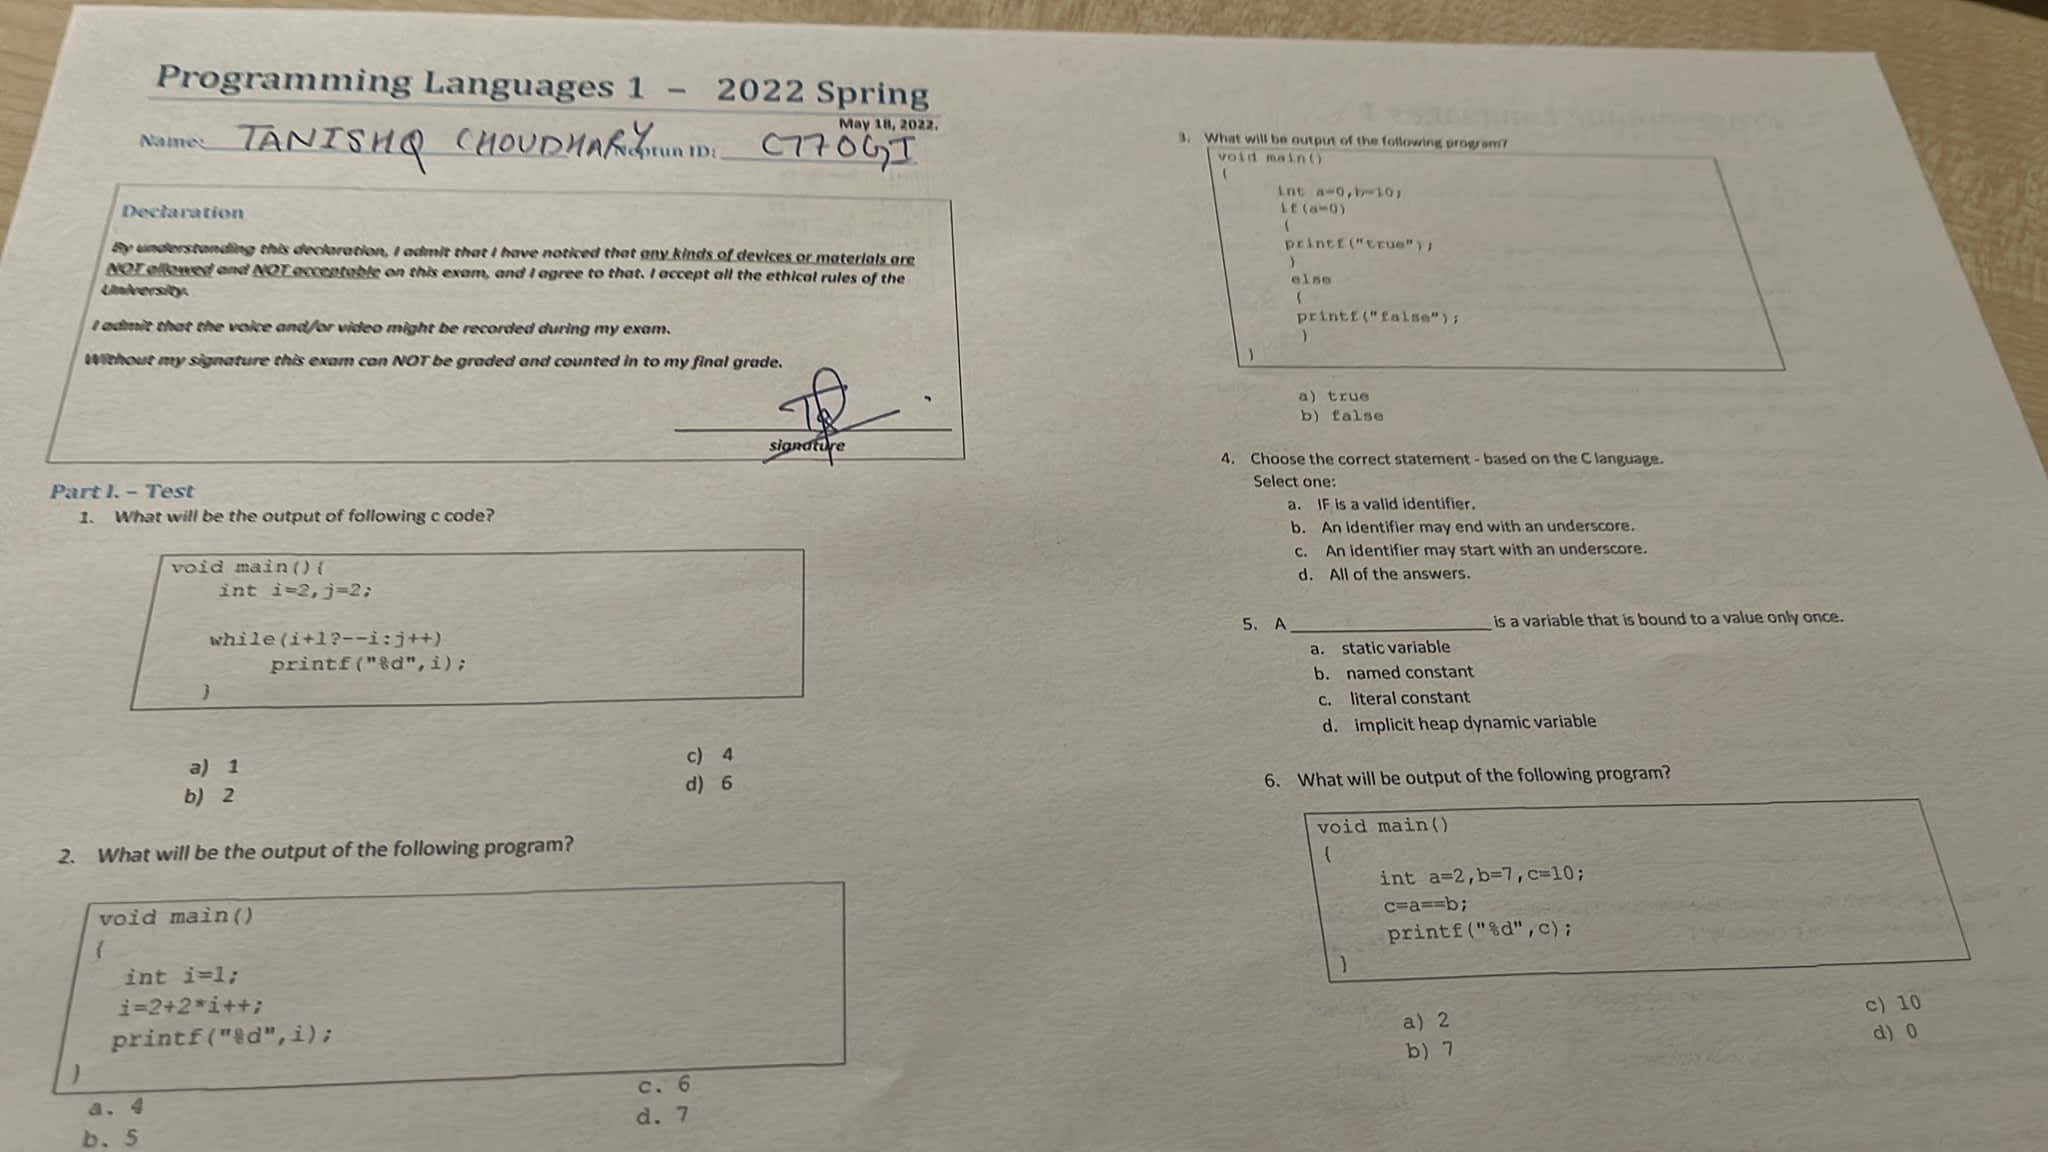 Programming Languages 1 – 2022 Spring
May 18, 2022.
Name: TANISHQ CHOUDHARY Neptun ID: CT7OGI
Declaration
By understanding this declaration, I admit that I have noticed that any kinds of devices or materials are
NOT allowed and NOT acceptable on this exam, and I agree to that. I accept all the ethical rules of the
University.
I admit that the voice and/or video might be recorded during my exam.
Without my signature this exam can NOT be graded and counted in to my final grade.
signature
Part I. – Test
1. What will be the output of following c code?
void main(){
int i=2,j=2;
while(i+1?--i:j++)
printf("%d",i);
}
a) 1
b) 2
c) 4
d) 6
2. What will be the output of the following program?
void main()
{
int i=1;
i=2+2*i++;
printf("%d",i);
}
a. 4
b. 5
c. 6
d. 7
3. What will be output of the following program?
void main()
{
int a=0,b=10;
if(a=0)
{
printf("true");
}
else
{
printf("false");
}
}
a) true
b) false
4. Choose the correct statement - based on the C language.
Select one:
a. IF is a valid identifier.
b. An identifier may end with an underscore.
c. An identifier may start with an underscore.
d. All of the answers.
5. A ____________________ is a variable that is bound to a value only once.
a. static variable
b. named constant
c. literal constant
d. implicit heap dynamic variable
6. What will be output of the following program?
void main()
{
int a=2,b=7,c=10;
c=a==b;
printf("%d",c);
}
a) 2
b) 7
c) 10
d) 0